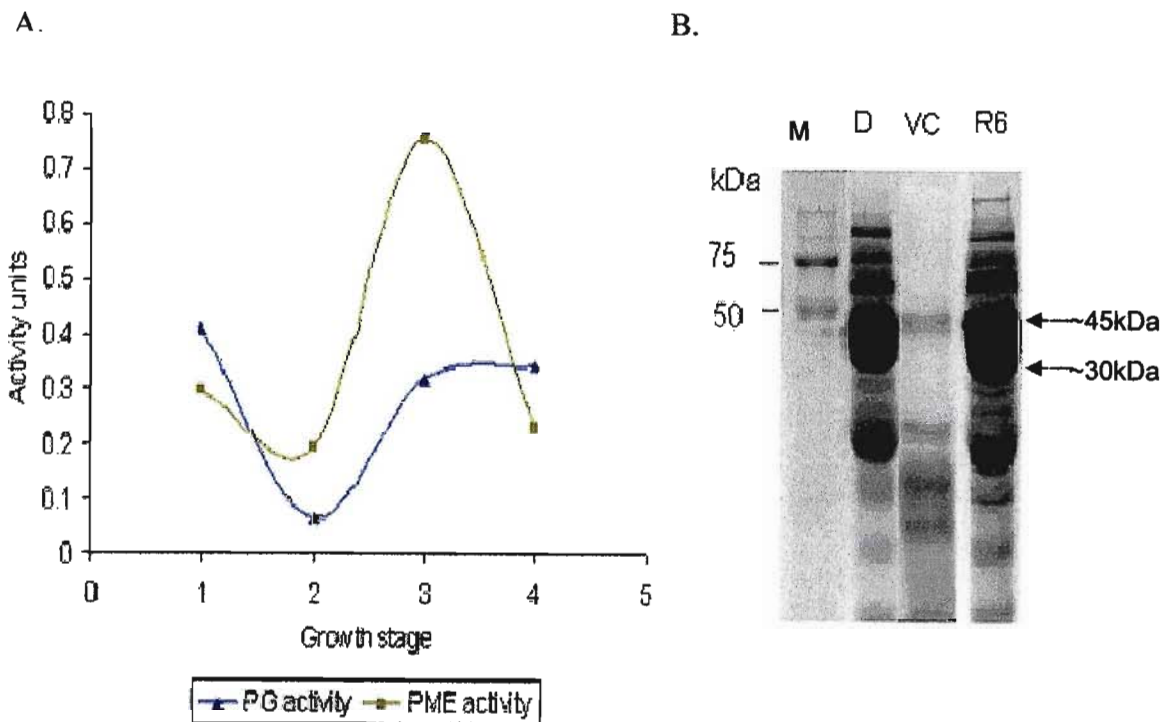 A.
B.
0.8
0.7
0.6
0.5
0.4
0.3
0.2
0.1
0
Activity units
0 1 2 3 4 5
Growth stage
PG activity PME activity
M D VC R6
kDa
75
50
~45kDa
~30kDa